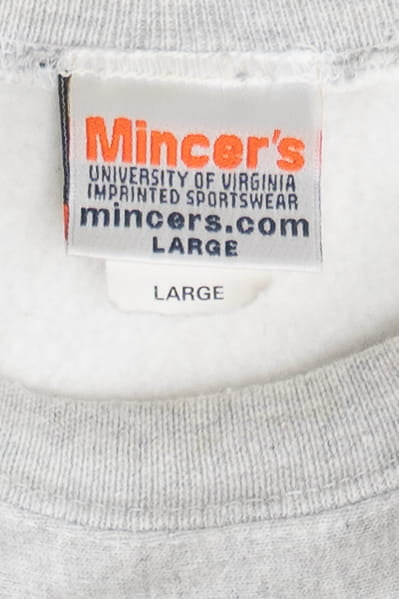 Mincer's
UNIVERSITY OF VIRGINIA
IMPRINTED SPORTSWEAR
mincers.com
LARGE
LARGE